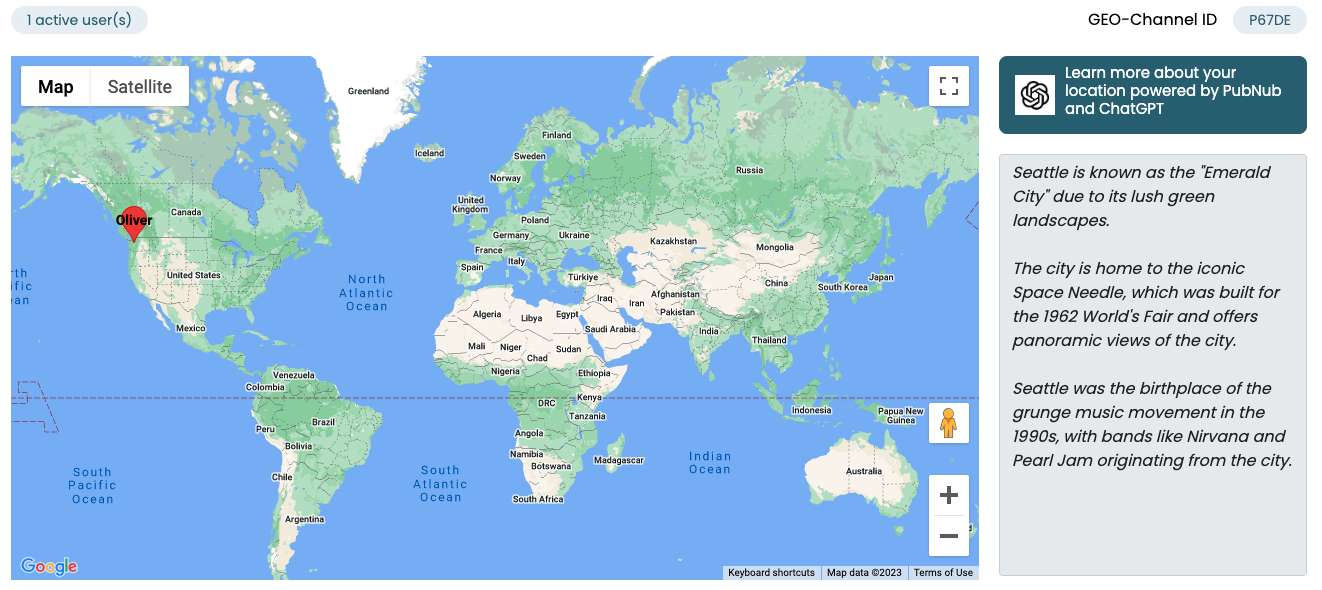 1 active user(s)
GEO-Channel ID
P67DE
Map
Satellite
Greenland
Iceland
Finland
Sweden
Norway
Russia
United
Kingdom
Poland
Germany
Ukraine
France
Italy
Spain
Türkiye
Kazakhstan
Mongolia
China
Japan
South Korea
Afghanistan
Iran
Iraq
Pakistan
India
Thailand
Oliver
Canada
United States
Mexico
North
Atlantic
Ocean
Algeria
Libya
Egypt
Saudi Arabia
Mali
Niger
Chad
Sudan
Nigeria
Ethiopia
Venezuela
Colombia
DRC
Kenya
Tanzania
Indonesia
Papua New
Guinea
Peru
Brazil
Bolivia
Angola
Namibia
Botswana
Madagascar
South Africa
Chile
Argentina
Australia
South
Pacific
Ocean
South
Atlantic
Ocean
Indian
Ocean
Google
Keyboard shortcuts
Map data ©2023
Terms of Use
Learn more about your
location powered by PubNub
and ChatGPT
Seattle is known as the "Emerald
City" due to its lush green
landscapes.
The city is home to the iconic
Space Needle, which was built for
the 1962 World's Fair and offers
panoramic views of the city.
Seattle was the birthplace of the
grunge music movement in the
1990s, with bands like Nirvana and
Pearl Jam originating from the city.